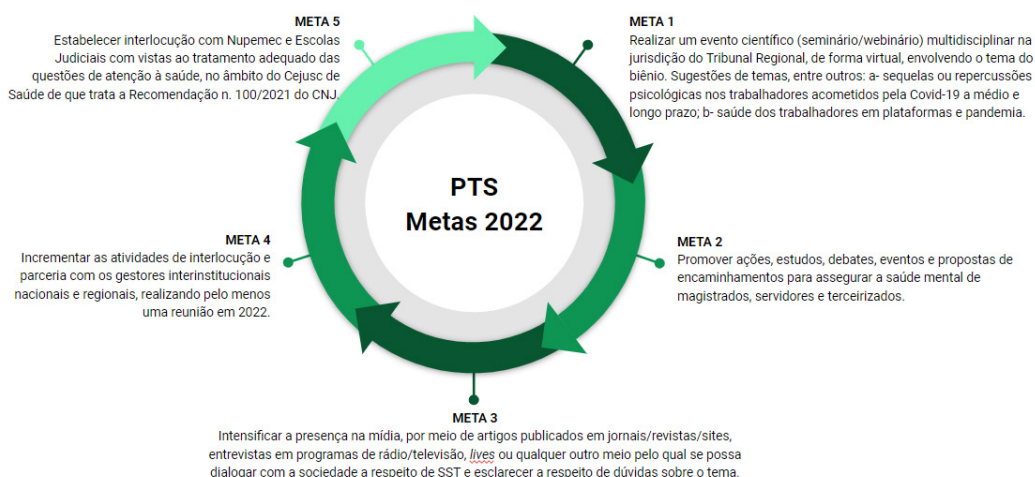 META 1
Realizar um evento científico (seminário/webinário) multidisciplinar na
jurisdição do Tribunal Regional, de forma virtual, envolvendo o tema do
biênio. Sugestões de temas, entre outros: a- sequelas ou repercussões
psicológicas nos trabalhadores acometidos pela Covid-19 a médio e
longo prazo; b- saúde dos trabalhadores em plataformas e pandemia.
META 2
Promover ações, estudos, debates, eventos e propostas de
encaminhamentos para assegurar a saúde mental de
magistrados, servidores e terceirizados.
META 3
Intensificar a presença na mídia, por meio de artigos publicados em jornais/revistas/sites,
entrevistas em programas de rádio/televisão, lives ou qualquer outro meio pelo qual se possa
dialogar com a sociedade a respeito de SST e esclarecer a respeito de dúvidas sobre o tema.
META 4
Incrementar as atividades de interlocução e
parceria com os gestores interinstitucionais
nacionais e regionais, realizando pelo menos
uma reunião em 2022.
META 5
Estabelecer interlocução com Nupemec e Escolas
Judiciais com vistas ao tratamento adequado das
questões de atenção à saúde, no âmbito do Cejusc de
Saúde de que trata a Recomendação n. 100/2021 do CNJ.
PTS
Metas 2022